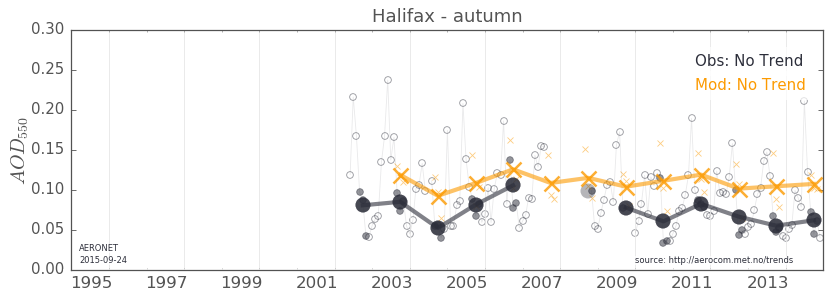 Halifax - autumn
0.30
0.25
0.20
0.15
0.10
0.05
0.00
AOD550
Obs: No Trend
Mod: No Trend
AERONET
2015-09-24
source: http://aerocom.met.no/trends
1995 1997 1999 2001 2003 2005 2007 2009 2011 2013